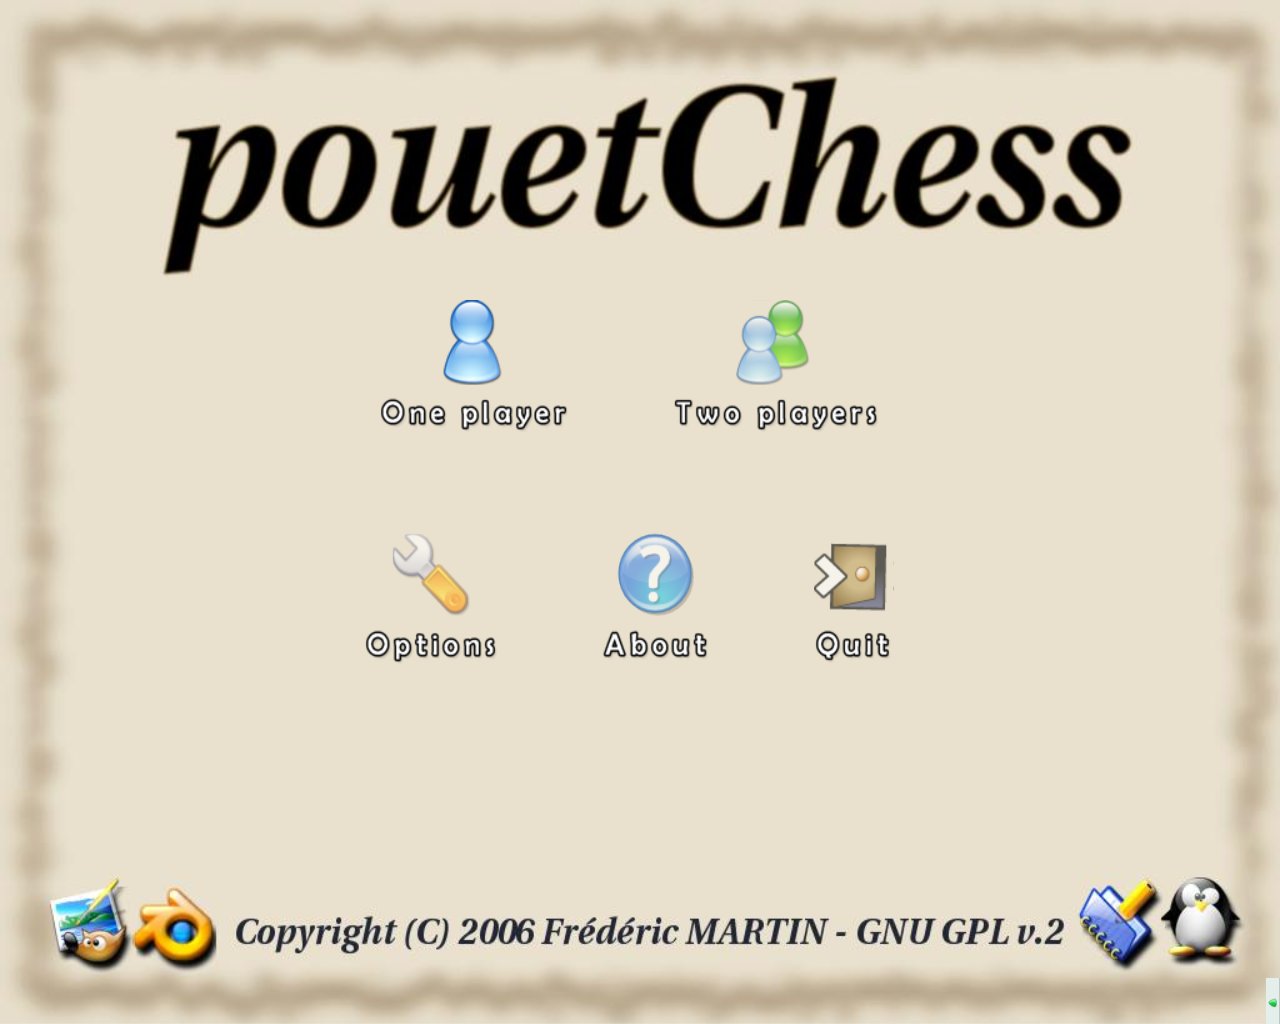 pouetChess
One player
Two players
Options
About
Quit
Copyright (C) 2006 Frédéric MARTIN - GNU GPL v.2